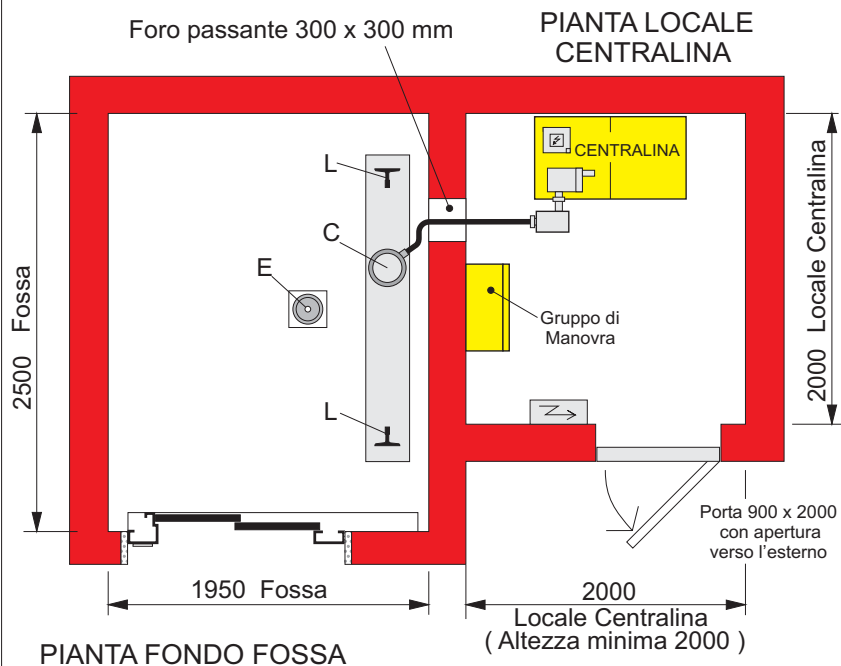 Foro passante 300 x 300 mm
PIANTA LOCALE
CENTRALINA
L
C
E
L
CENTRALINA
Gruppo di
Manovra
2500 Fossa
2000 Locale Centralina
Porta 900 x 2000
con apertura
verso l'esterno
1950 Fossa
2000
Locale Centralina
( Altezza minima 2000 )
PIANTA FONDO FOSSA